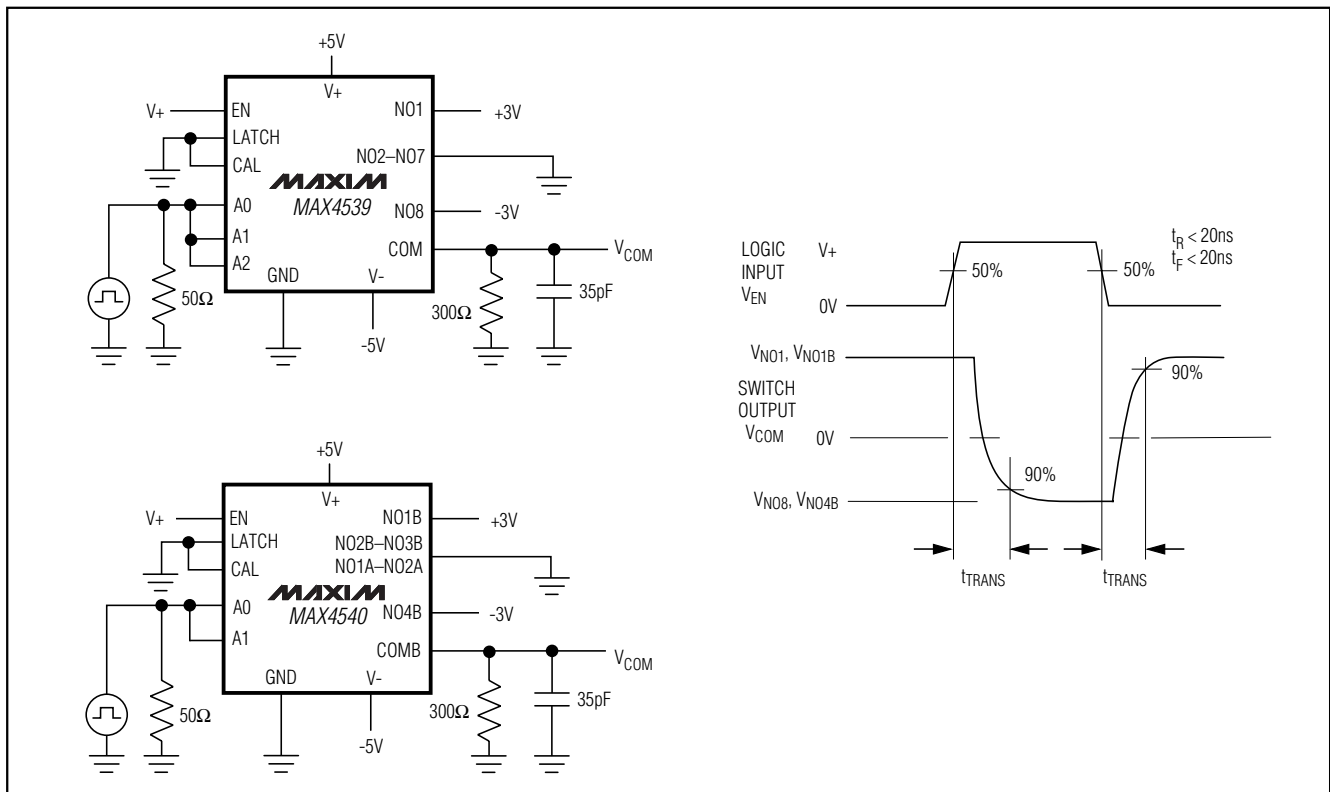 +5V
V+
V+
EN
NO1
+3V
LATCH
CAL
NO2–NO7
MAXIM
MAX4539
A0
A1
A2
NO8
-3V
COM
VCOM
GND
V-
50Ω
300Ω
35pF
-5V
+5V
V+
V+
EN
NO1B
+3V
LATCH
CAL
NO2B–NO3B
NO1A–NO2A
MAXIM
MAX4540
A0
A1
NO4B
-3V
COMB
VCOM
GND
V-
50Ω
300Ω
35pF
-5V
LOGIC
INPUT
VEN
V+
0V
50%
50%
tR < 20ns
tF < 20ns
VNO1, VNO1B
SWITCH
OUTPUT
VCOM
0V
90%
90%
VNO8, VNO4B
tTRANS
tTRANS